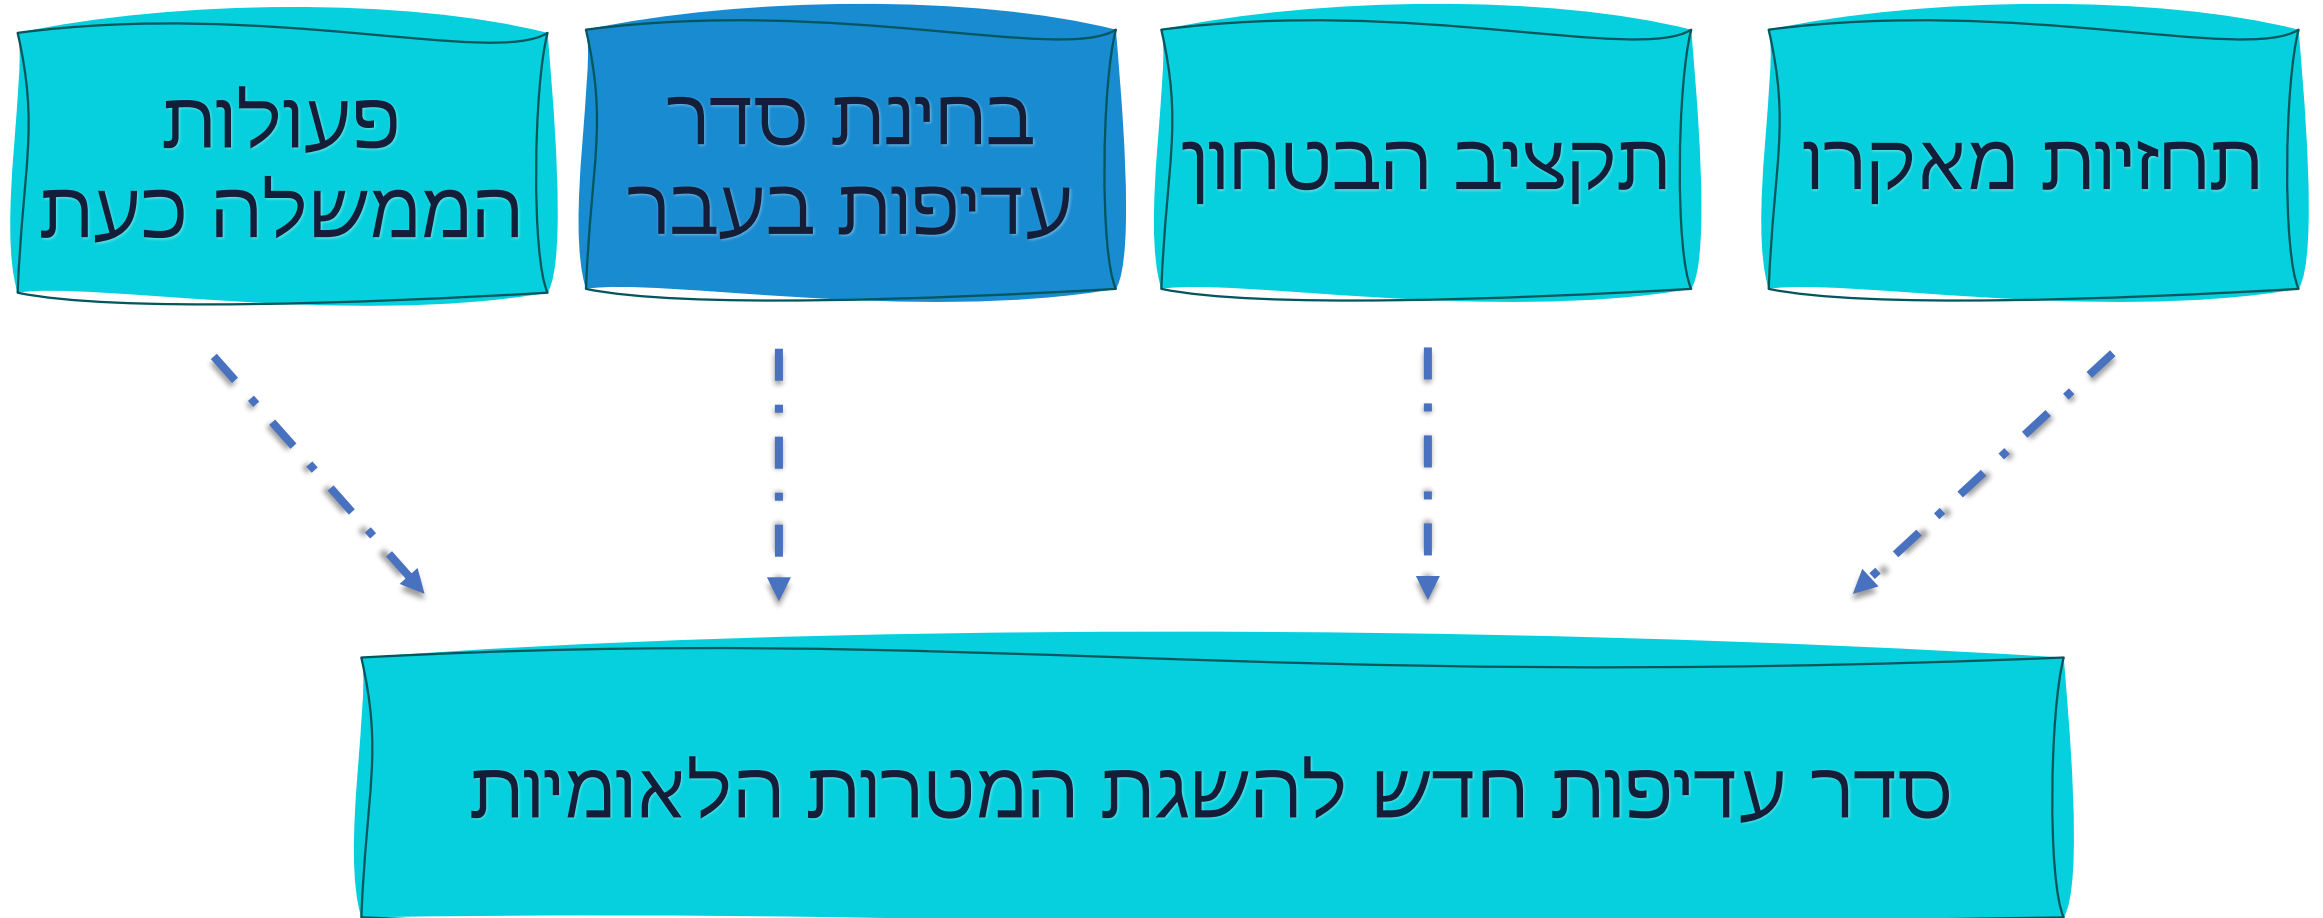 תחזיות מאקרו
תקציב הבטחון
בחינת סדר
עדיפות בעבר
פעולות
הממשלה כעת
סדר עדיפות חדש להשגת המטרות הלאומיות